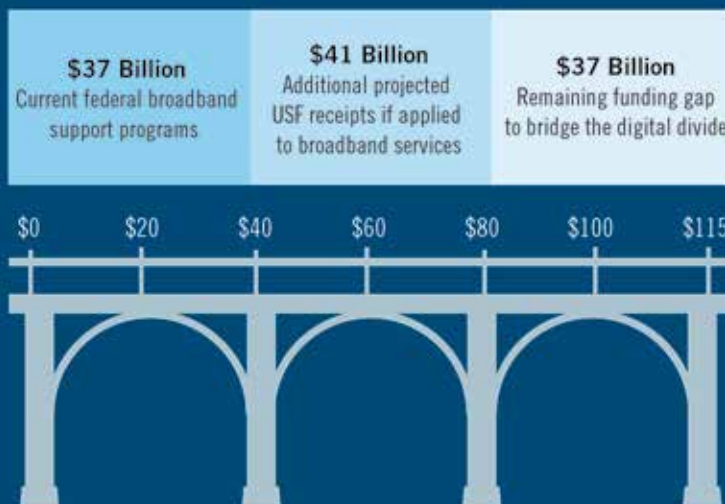 $37 Billion
Current federal broadband
support programs
$41 Billion
Additional projected
USF receipts if applied
to broadband services
$37 Billion
Remaining funding gap
to bridge the digital divide
$0 $20 $40 $60 $80 $100 $115